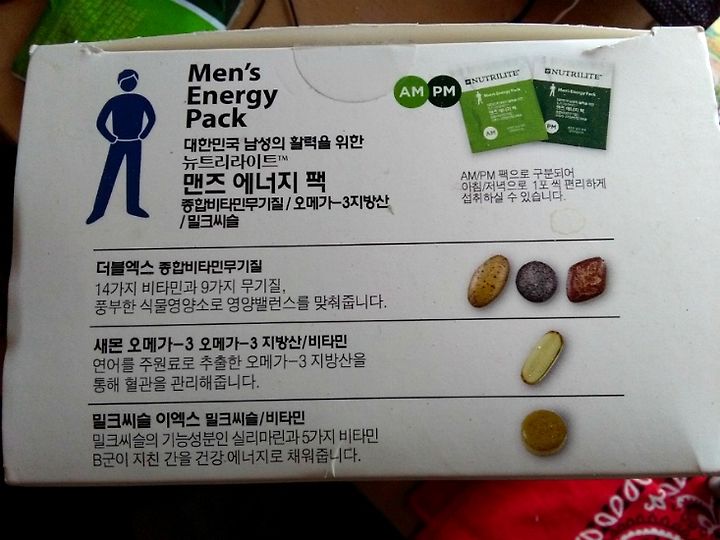 Men's
Energy
Pack
대한민국 남성의 활력을 위한
뉴트리라이트™
맨즈 에너지 팩
종합비타민무기질 / 오메가-3지방산
/밀크씨슬
AM PM
NUTRILITE
Men's Energy Pack
AM
NUTRILITE
Men's Energy Pack
PM
AM/PM 팩으로 구분되어
아침/저녁으로 1포 씩 편리하게
섭취하실 수 있습니다.
더블엑스 종합비타민무기질
14가지 비타민과 9가지 무기질,
풍부한 식물영양소로 영양밸런스를 맞춰줍니다.
새몬 오메가-3 오메가-3 지방산/비타민
연어를 주원료로 추출한 오메가-3 지방산을
통해 혈관을 관리해줍니다.
밀크씨슬 이엑스 밀크씨슬/비타민
밀크씨슬의 기능성분인 실리마린과 5가지 비타민
B군이 지친 간을 건강 에너지로 채워줍니다.